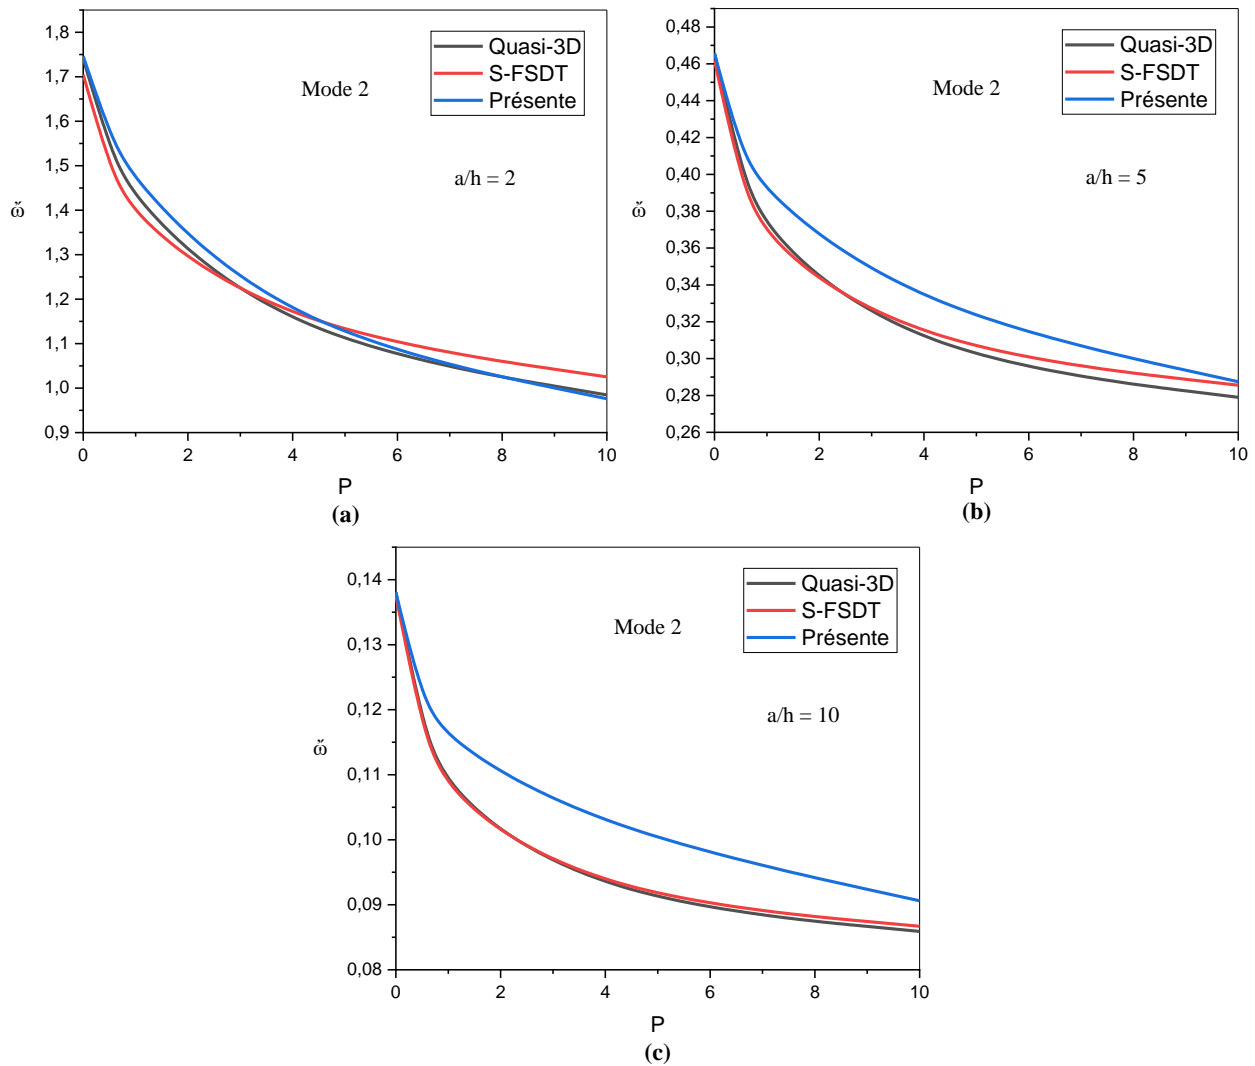 Quasi-3D
S-FSDT
Présente
Mode 2
a/h = 2
1,8
1,7
1,6
1,5
1,4
1,3
1,2
1,1
1,0
0,9
ω̌
0 2 4 6 8 10
P
(a)
Quasi-3D
S-FSDT
Présente
Mode 2
a/h = 5
0,48
0,46
0,44
0,42
0,40
0,38
0,36
0,34
0,32
0,30
0,28
0,26
ω̌
0 2 4 6 8 10
P
(b)
Quasi-3D
S-FSDT
Présente
Mode 2
a/h = 10
0,14
0,13
0,12
0,11
0,10
0,09
0,08
ω̌
0 2 4 6 8 10
P
(c)